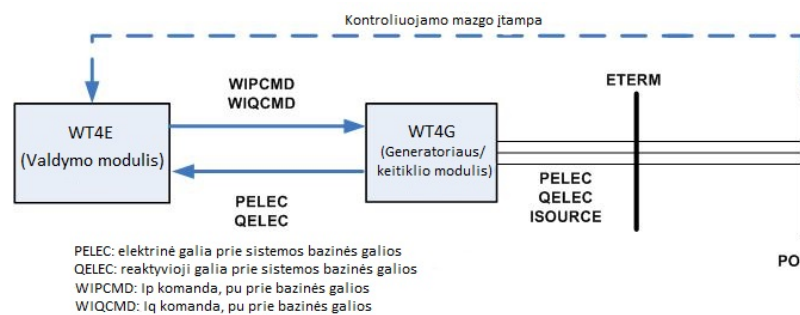 Kontroliuojamo mazgo įtampa
WIPCMD
WIQCMD
ETERM
WT4E
(Valdymo modulis)
WT4G
(Generatoriaus/
keitiklio modulis)
PELEC
QELEC
PELEC
QELEC
ISOURCE
PELEC: elektrinė galia prie sistemos bazinės galios
QELEC: reaktyvioji galia prie sistemos bazinės galios
WIPCMD: Ip komanda, pu prie bazinės galios
WIQCMD: Iq komanda, pu prie bazinės galios
PO